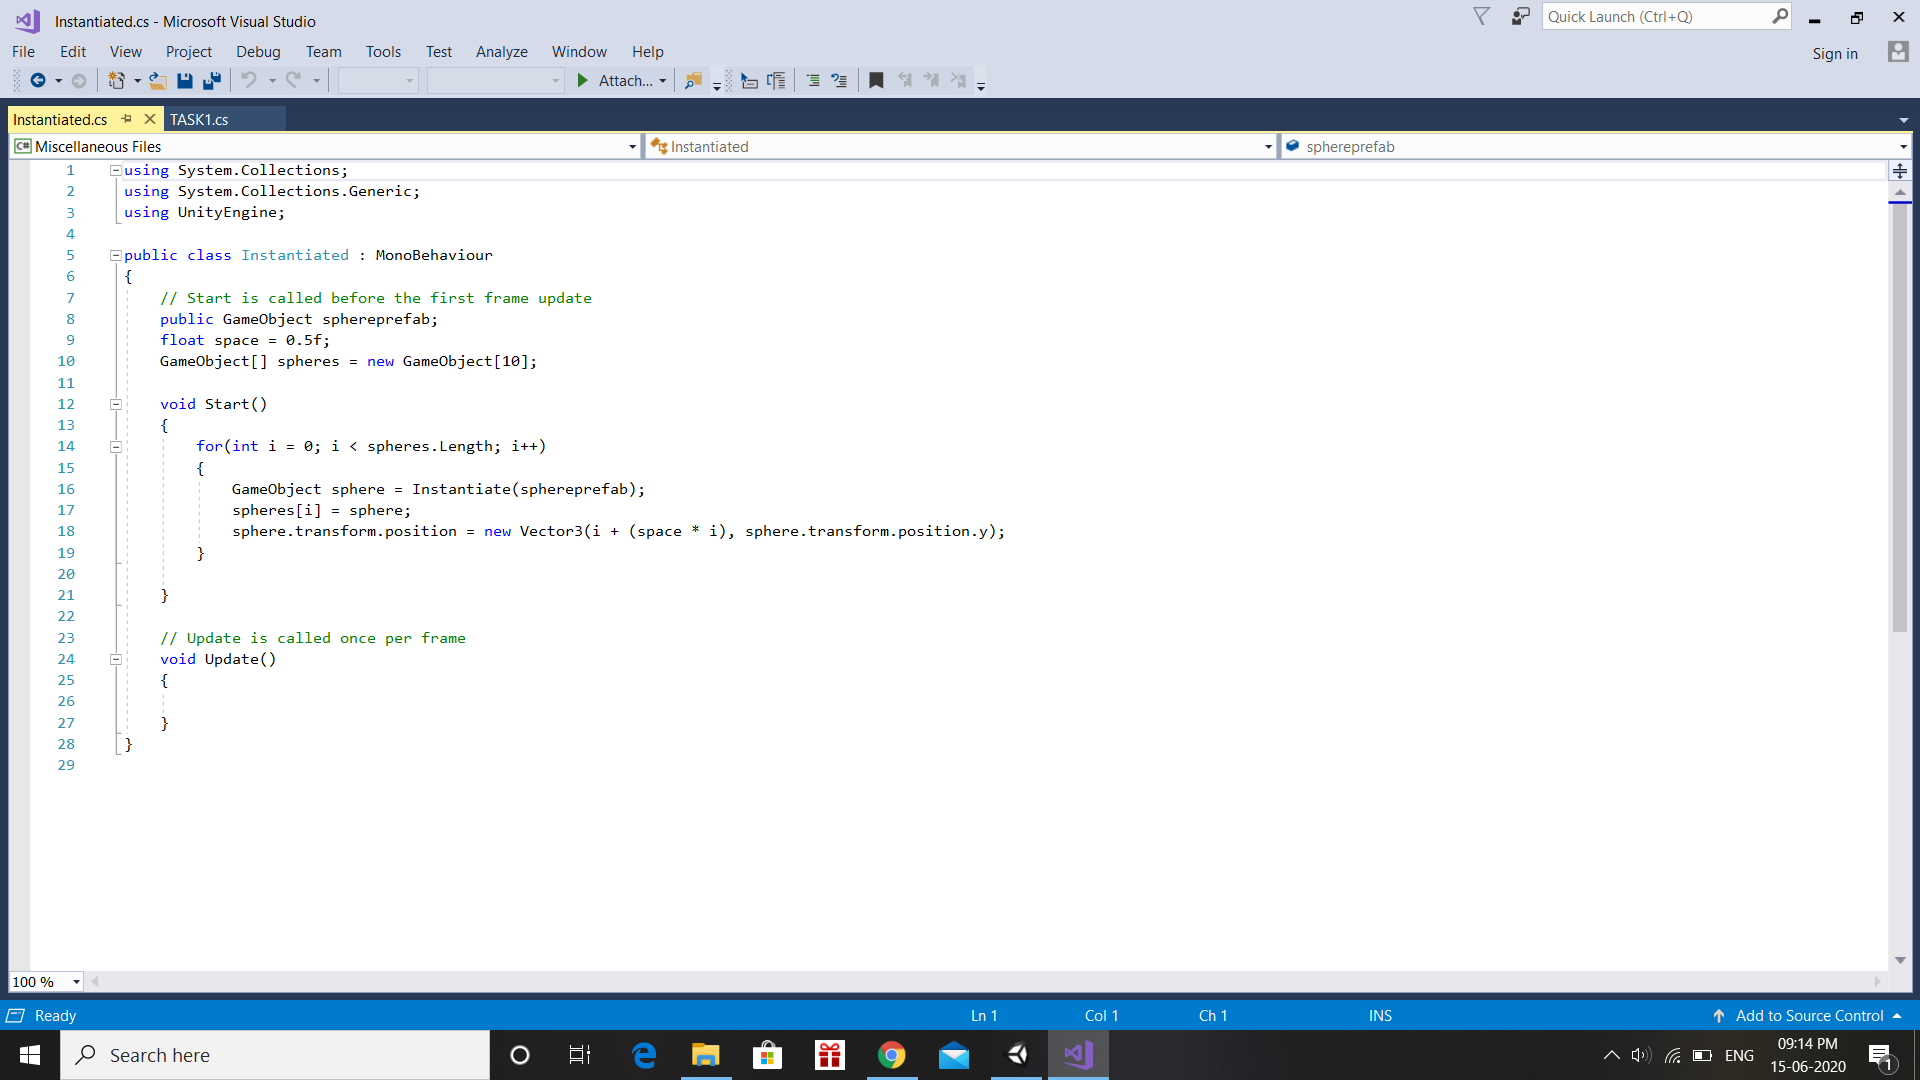 Instantiated.cs - Microsoft Visual Studio
Quick Launch (Ctrl+Q)
File Edit View Project Debug Team Tools Test Analyze Window Help
Sign in
Attach...
Instantiated.cs TASK1.cs
C# Miscellaneous Files Instantiated sphereprefab
1 using System.Collections;
2 using System.Collections.Generic;
3 using UnityEngine;
4
5 public class Instantiated : MonoBehaviour
6 {
7 // Start is called before the first frame update
8 public GameObject sphereprefab;
9 float space = 0.5f;
10 GameObject[] spheres = new GameObject[10];
11
12 void Start()
13 {
14 for(int i = 0; i < spheres.Length; i++)
15 {
16 GameObject sphere = Instantiate(sphereprefab);
17 spheres[i] = sphere;
18 sphere.transform.position = new Vector3(i + (space * i), sphere.transform.position.y);
19 }
20
21 }
22
23 // Update is called once per frame
24 void Update()
25 {
26
27 }
28 }
29
100 %
Ready Ln 1 Col 1 Ch 1 INS Add to Source Control
Search here
ENG
09:14 PM
15-06-2020
1